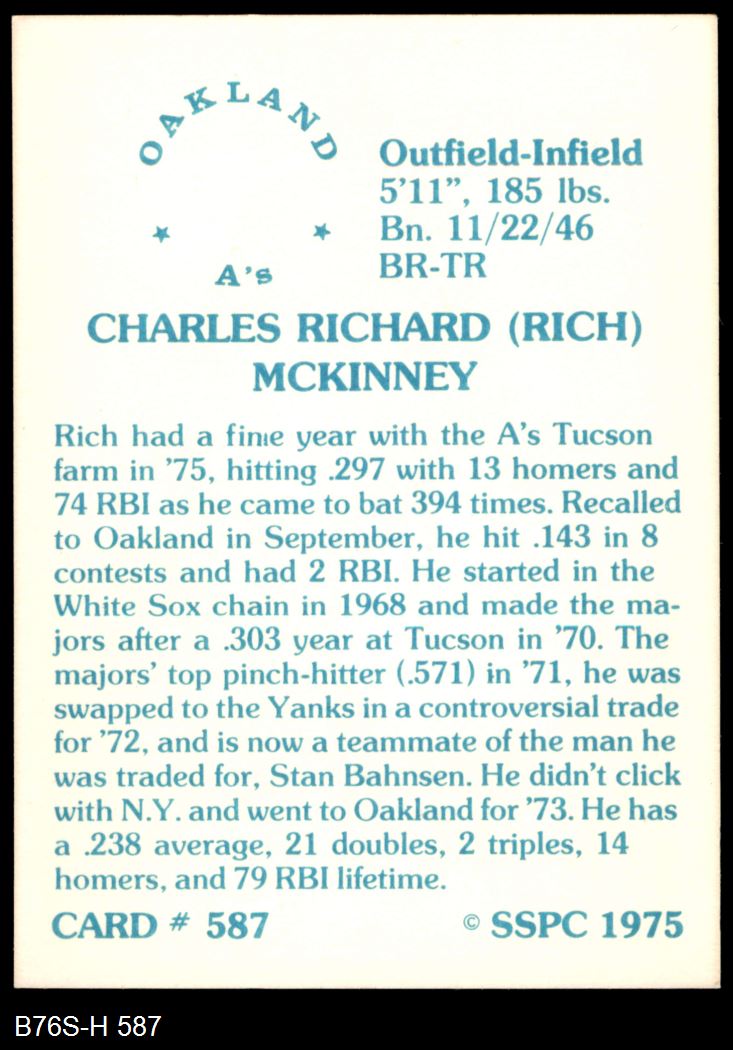 OAKLAND
A's
Outfield-Infield
5'11", 185 lbs.
Bn. 11/22/46
BR-TR
CHARLES RICHARD (RICH)
MCKINNEY
Rich had a fine year with the A's Tucson
farm in '75, hitting .297 with 13 homers and
74 RBI as he came to bat 394 times. Recalled
to Oakland in September, he hit .143 in 8
contests and had 2 RBI. He started in the
White Sox chain in 1968 and made the ma-
jors after a .303 year at Tucson in '70. The
majors' top pinch-hitter (.571) in '71, he was
swapped to the Yanks in a controversial trade
for '72, and is now a teammate of the man he
was traded for, Stan Bahnsen. He didn't click
with N.Y. and went to Oakland for '73. He has
a .238 average, 21 doubles, 2 triples, 14
homers, and 79 RBI lifetime.
CARD # 587
© SSPC 1975
B76S-H 587